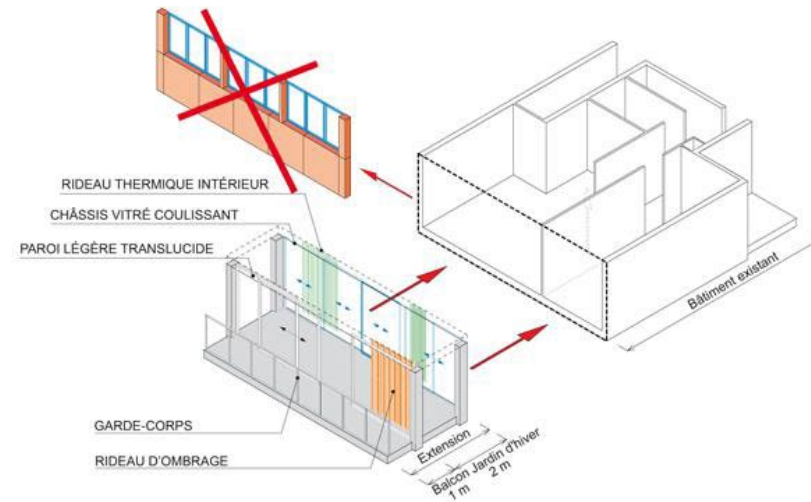 RIDEAU THERMIQUE INTÉRIEUR
CHÂSSIS VITRÉ COULISSANT
PAROI LÉGÈRE TRANSLUCIDE
Bâtiment existant
GARDE-CORPS
RIDEAU D'OMBRAGE
Extension
Balcon Jardin d'hiver
1 m 2 m